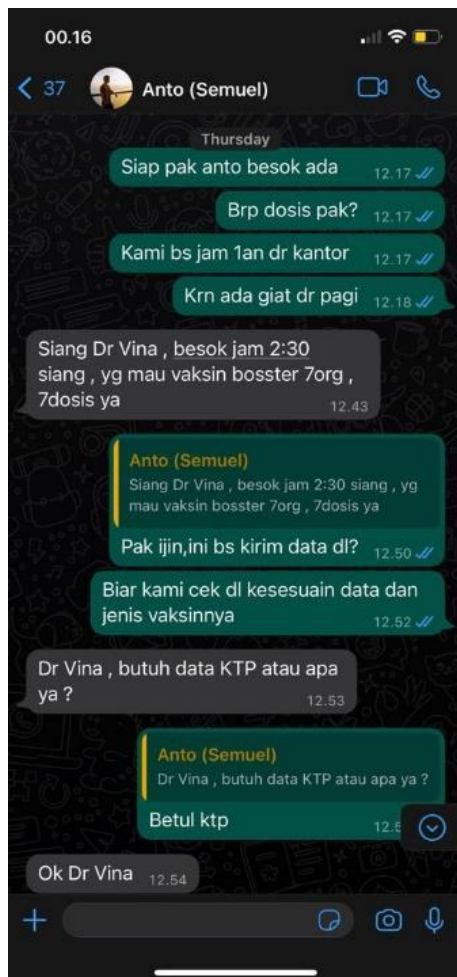 00.16
37
Anto (Semuel)
Thursday
Siap pak anto besok ada
12.17
Brp dosis pak?
12.17
Kami bs jam 1an dr kantor
12.17
Krn ada giat dr pagi
12.18
Siang Dr Vina , besok jam 2:30
siang , yg mau vaksin bosster 7org ,
7dosis ya
12.43
Anto (Semuel)
Siang Dr Vina , besok jam 2:30 siang , yg
mau vaksin bosster 7org , 7dosis ya
Pak ijin,ini bs kirim data dl?
12.50
Biar kami cek dl kesesuain data dan
jenis vaksinnya
12.52
Dr Vina , butuh data KTP atau apa
ya ?
12.53
Anto (Semuel)
Dr Vina , butuh data KTP atau apa ya ?
Betul ktp
Ok Dr Vina
12.54